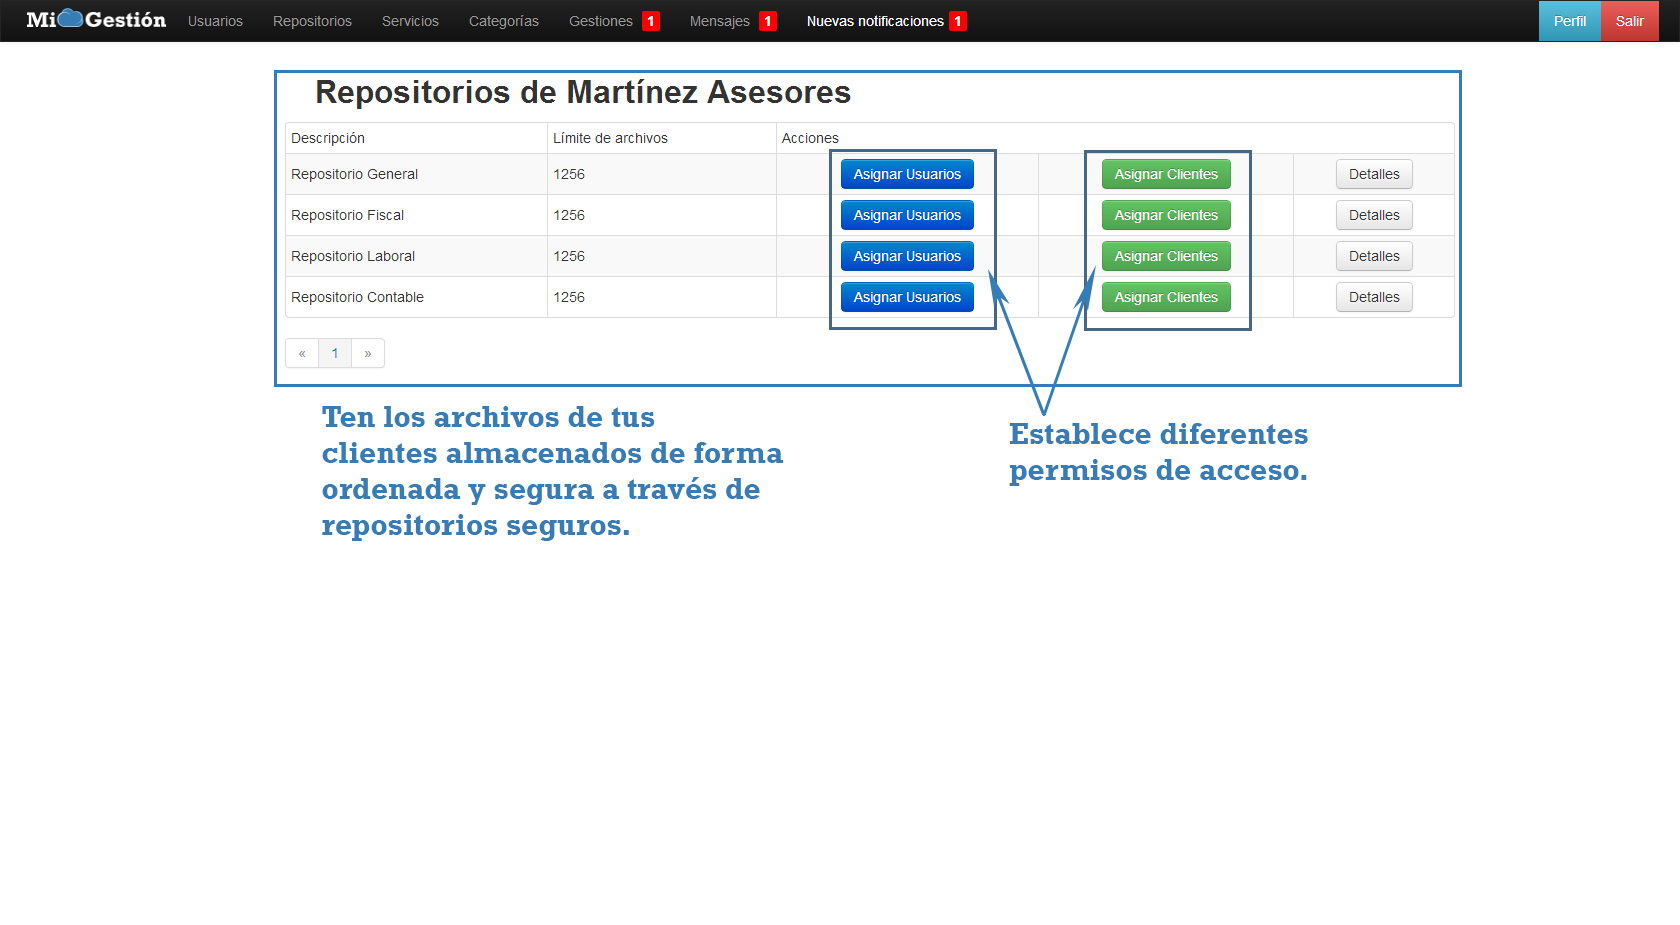 Mi Gestión Usuarios Repositorios Servicios Categorías Gestiones 1 Mensajes 1 Nuevas notificaciones 1 Perfil Salir
Repositorios de Martínez Asesores
Descripción Límite de archivos Acciones
Repositorio General 1256 Asignar Usuarios Asignar Clientes Detalles
Repositorio Fiscal 1256 Asignar Usuarios Asignar Clientes Detalles
Repositorio Laboral 1256 Asignar Usuarios Asignar Clientes Detalles
Repositorio Contable 1256 Asignar Usuarios Asignar Clientes Detalles
« 1 »
Ten los archivos de tus
clientes almacenados de forma
ordenada y segura a través de
repositorios seguros.
Establece diferentes
permisos de acceso.